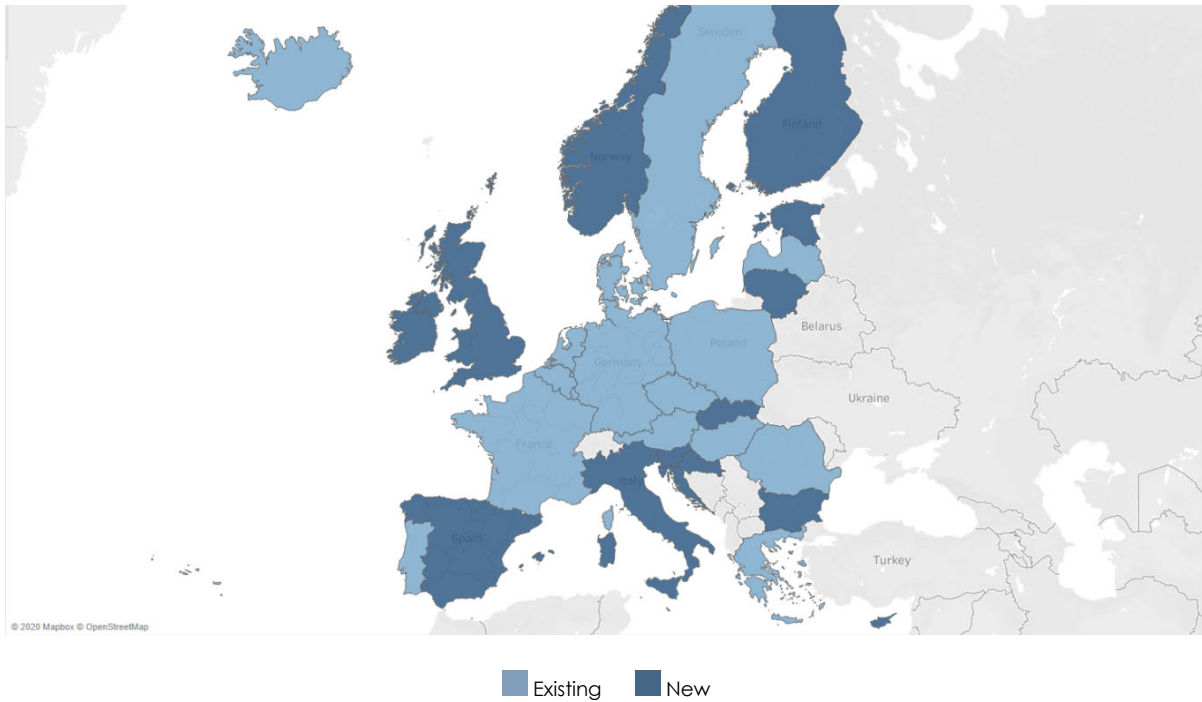 Sweden
Finland
Norway
Belarus
Poland
Germany
Ukraine
France
Italy
Spain
Turkey
© 2020 Mapbox © OpenStreetMap
Existing
New